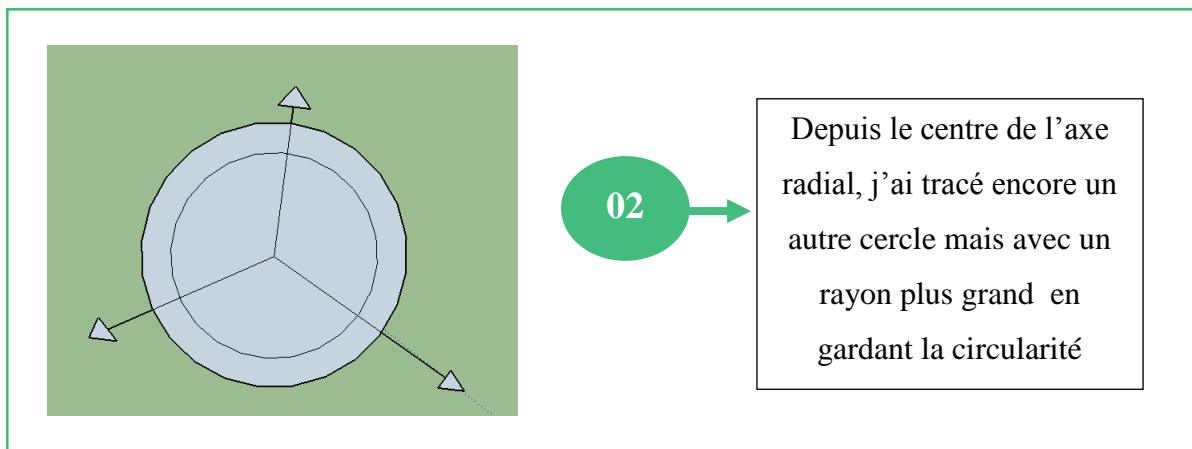 02
Depuis le centre de l’axe
radial, j’ai tracé encore un
autre cercle mais avec un
rayon plus grand  en
gardant la circularité